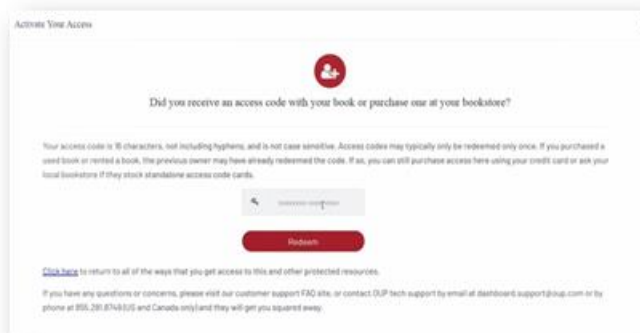 Activate Your Access
Did you receive an access code with your book or purchase one at your bookstore?
Your access code is 16 characters, not including hyphens, and is not case sensitive. Access codes may typically only be redeemed only once. If you purchased a
used book or rented a book, the previous owner may have already redeemed the code. If so, you can still purchase access here using your credit card or ask your
local bookstore if they stock standalone access code cards.
Redeem
Click here to return to all of the ways that you get access to this and other protected resources.
If you have any questions or concerns, please visit our customer support FAQ site, or contact OUP tech support by email at dashboard.support@oup.com or by
phone at 855.281.8749 (US and Canada only) and they will get you squared away.